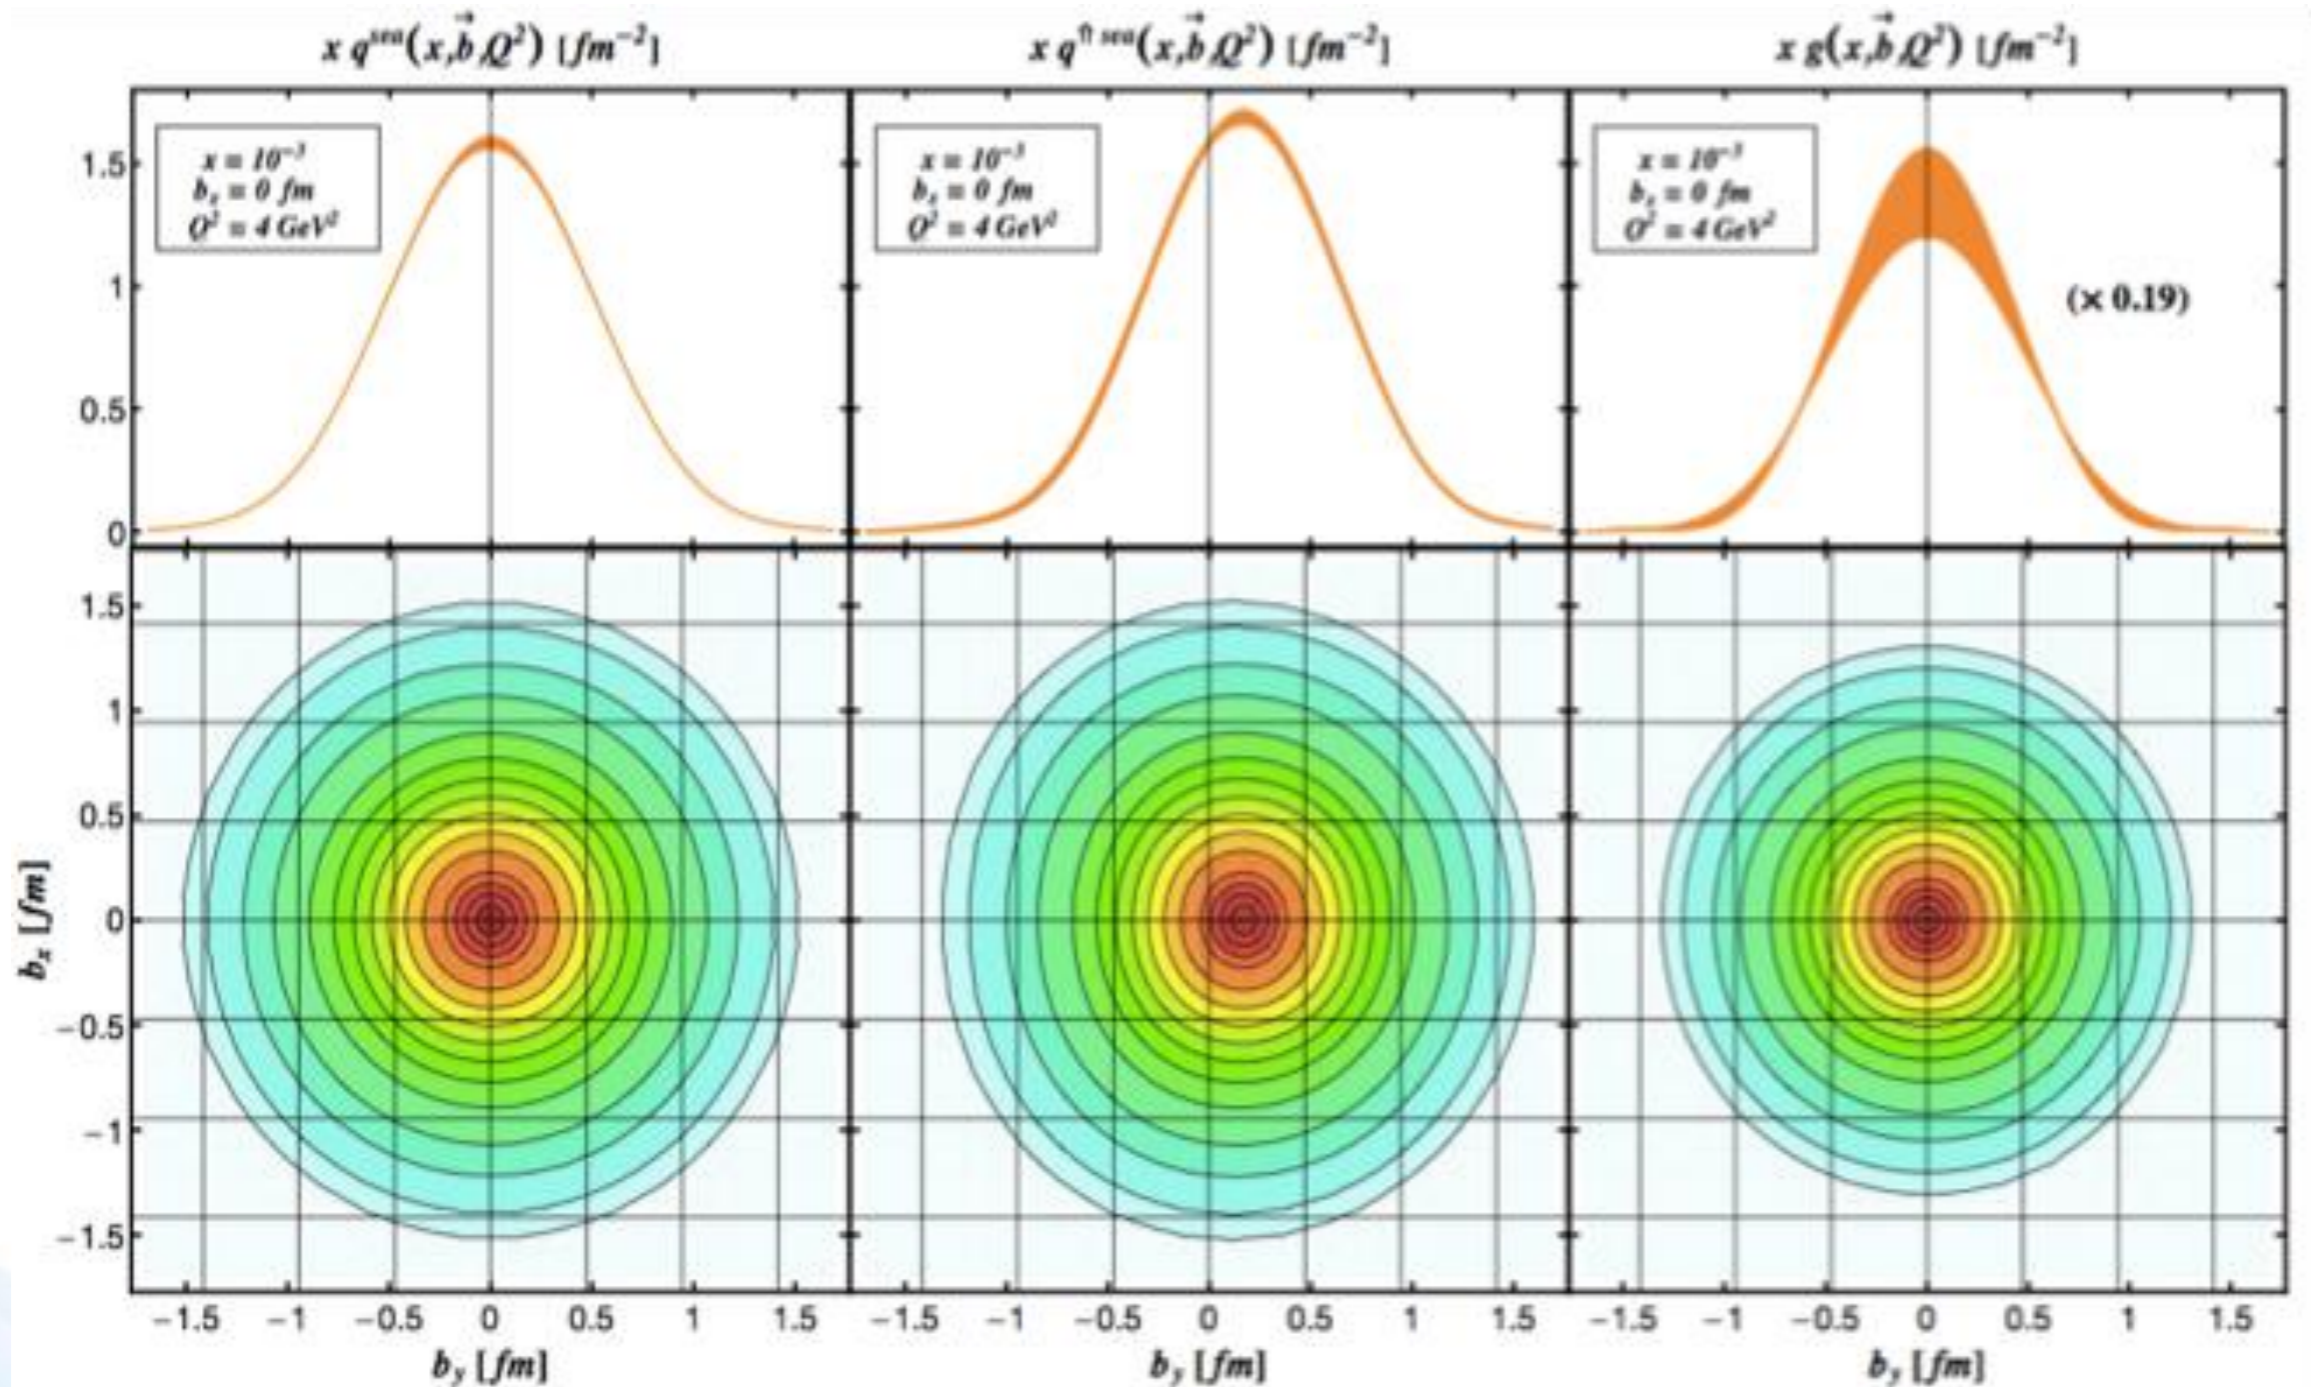 x q^sea(x,b⃗,Q²) [fm⁻²]
x q^⇑ sea(x,b⃗,Q²) [fm⁻²]
x g(x,b⃗,Q²) [fm⁻²]
x = 10⁻³
bₓ = 0 fm
Q² = 4 GeV²
x = 10⁻³
bₓ = 0 fm
Q² = 4 GeV²
x = 10⁻³
bₓ = 0 fm
Q² = 4 GeV²
(× 0.19)
1.5
1
0.5
0
1.5
1
0.5
0
−0.5
−1
−1.5
bₓ [fm]
−1.5 −1 −0.5 0 0.5 1 1.5
−1.5 −1 −0.5 0 0.5 1 1.5
−1.5 −1 −0.5 0 0.5 1 1.5
b_y [fm]
b_y [fm]
b_y [fm]